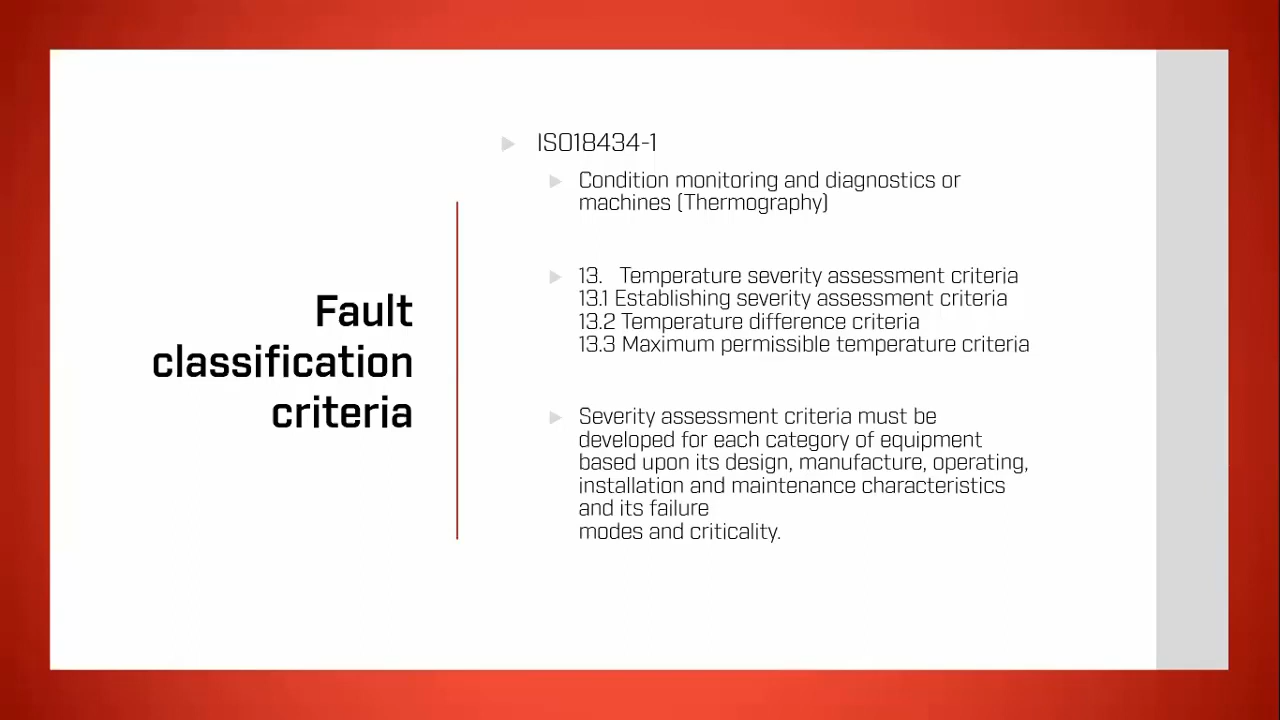 Fault
classification
criteria
ISO18434-1
Condition monitoring and diagnostics or
machines (Thermography)
13. Temperature severity assessment criteria
13.1 Establishing severity assessment criteria
13.2 Temperature difference criteria
13.3 Maximum permissible temperature criteria
Severity assessment criteria must be
developed for each category of equipment
based upon its design, manufacture, operating,
installation and maintenance characteristics
and its failure
modes and criticality.